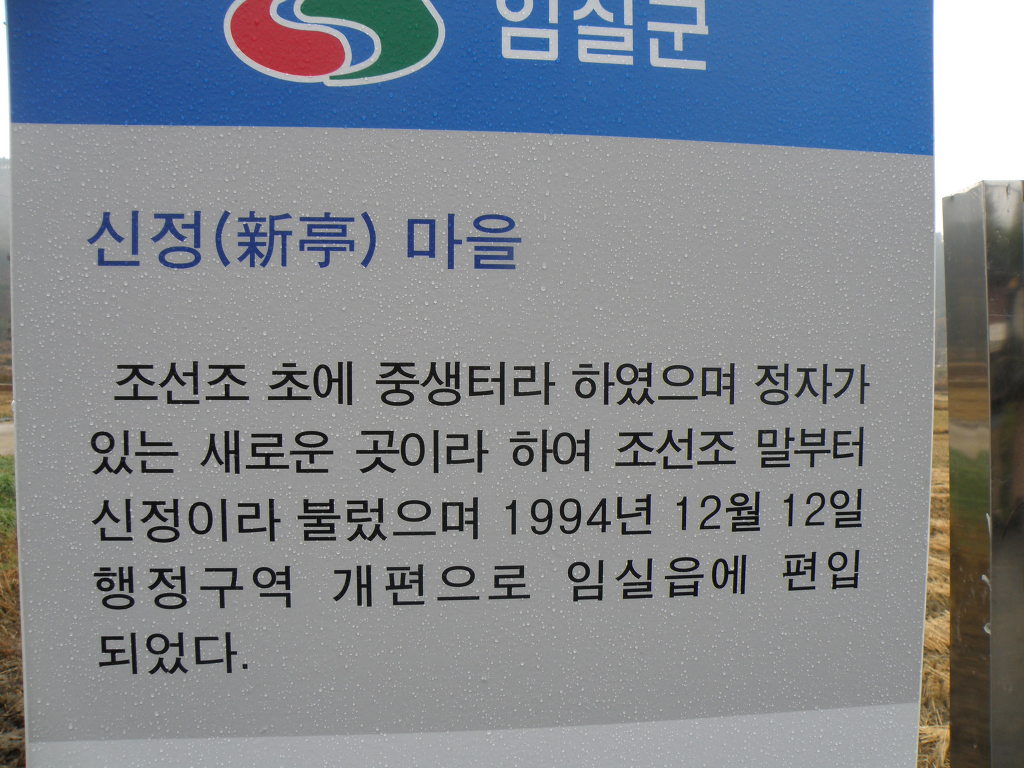 임실군
신정(新亭) 마을
조선조 초에 중생터라 하였으며 정자가
있는 새로운 곳이라 하여 조선조 말부터
신정이라 불렀으며 1994년 12월 12일
행정구역 개편으로 임실읍에 편입
되었다.